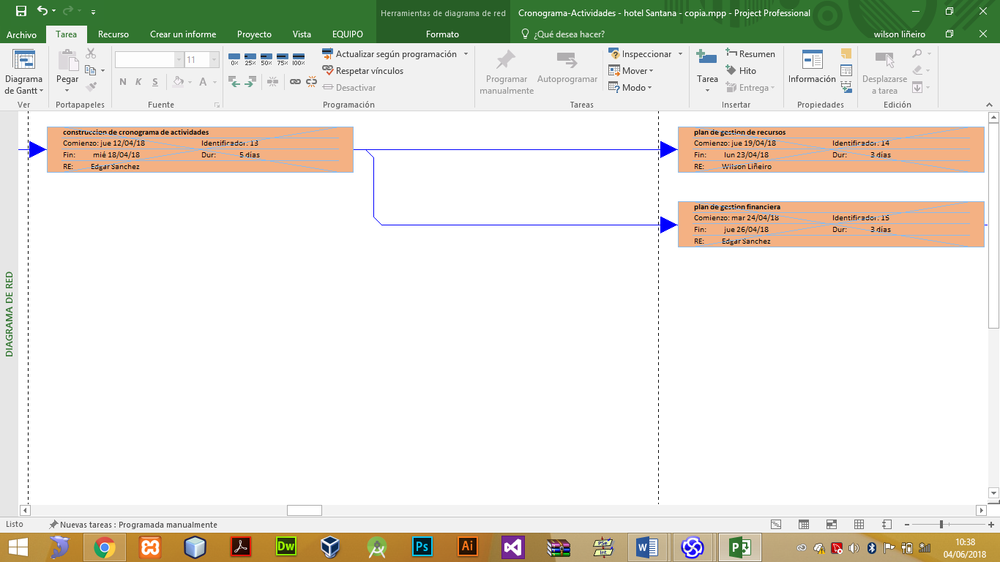 Herramientas de diagrama de red
Cronograma-Actividades - hotel Santana - copia.mpp - Project Professional
Archivo Tarea Recurso Crear un informe Proyecto Vista EQUIPO Formato ¿Qué desea hacer? wilson liñeiro
Diagrama de Gantt
Ver
Pegar
Portapapeles
11
N K S A
Fuente
0% 25% 50% 75% 100%
Actualizar según programación
Respetar vínculos
Desactivar
Programación
Programar manualmente
Autoprogramar
Inspeccionar
Mover
Modo
Tareas
Tarea
Resumen
Hito
Entrega
Insertar
Información
Propiedades
Desplazarse a tarea
Edición
DIAGRAMA DE RED
construccion de cronograma de actividades
Comienzo: jue 12/04/18 Identificador: 13
Fin: mié 18/04/18 Dur: 5 días
RE: Edgar Sanchez
plan de gestion de recursos
Comienzo: jue 19/04/18 Identificador: 14
Fin: lun 23/04/18 Dur: 3 días
RE: Wilson Liñeiro
plan de gestion financiera
Comienzo: mar 24/04/18 Identificador: 15
Fin: jue 26/04/18 Dur: 3 días
RE: Edgar Sanchez
Listo Nuevas tareas : Programada manualmente
Dw Ps Ai PSe Int W P
10:38
04/06/2018